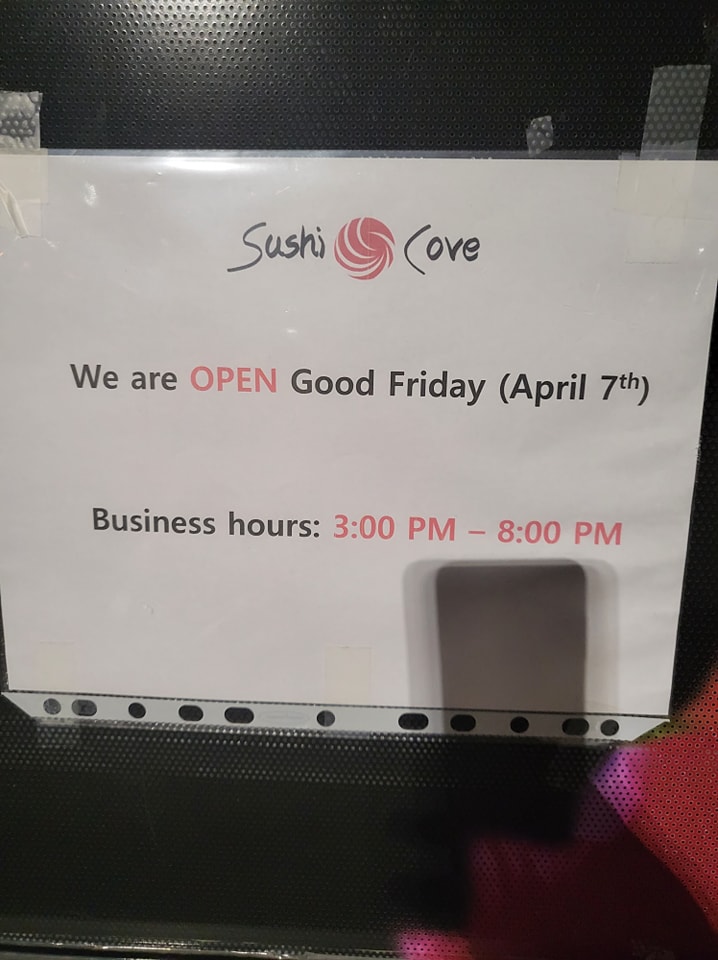 Sushi Cove
We are OPEN Good Friday (April 7th)
Business hours: 3:00 PM – 8:00 PM